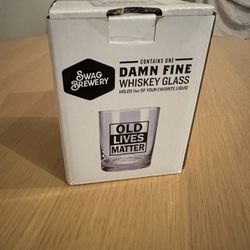 SWAG
BREWERY
CONTAINS ONE
DAMN FINE
WHISKEY GLASS
HOLDS 11oz OF YOUR FAVORITE LIQUID
OLD
LIVES
MATTER